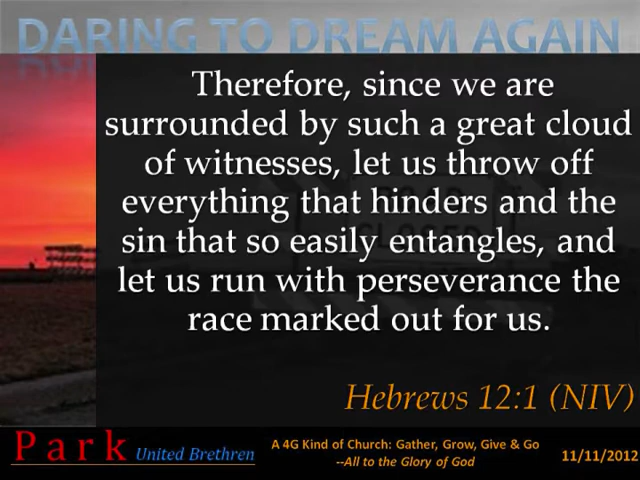 DARING TO DREAM AGAIN
Therefore, since we are
surrounded by such a great cloud
of witnesses, let us throw off
everything that hinders and the
sin that so easily entangles, and
let us run with perseverance the
race marked out for us.
Hebrews 12:1 (NIV)
Park United Brethren
A 4G Kind of Church: Gather, Grow, Give & Go
--All to the Glory of God
11/11/2012